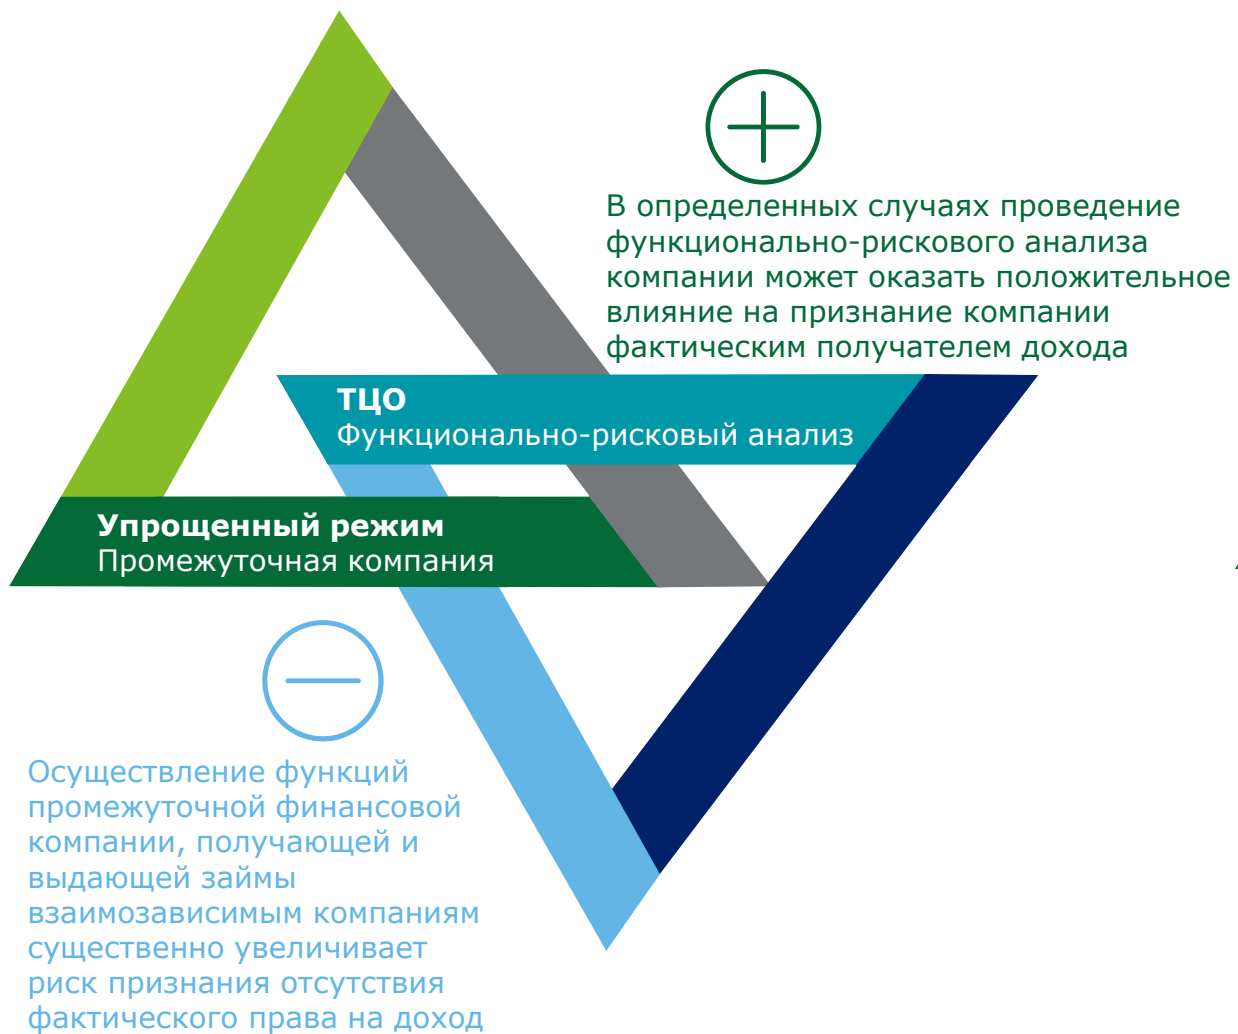 В определенных случаях проведение
функционально-рискового анализа
компании может оказать положительное
влияние на признание компании
фактическим получателем дохода
ТЦО
Функционально-рисковый анализ
Упрощенный режим
Промежуточная компания
Осуществление функций
промежуточной финансовой
компании, получающей и
выдающей займы
взаимозависимым компаниям
существенно увеличивает
риск признания отсутствия
фактического права на доход